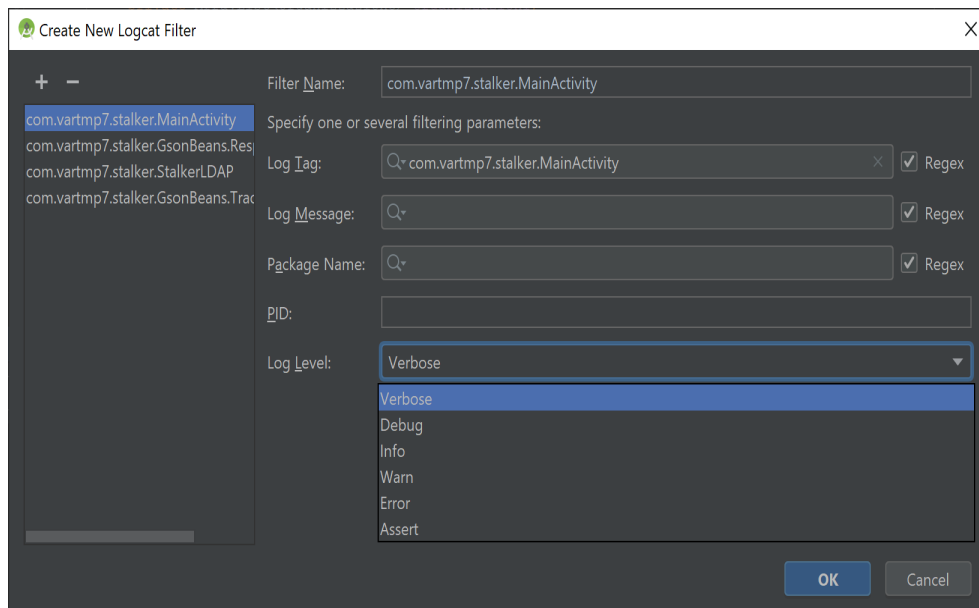 Create New Logcat Filter
com.vartmp7.stalker.MainActivity
com.vartmp7.stalker.GsonBeans.Resp
com.vartmp7.stalker.StalkerLDAP
com.vartmp7.stalker.GsonBeans.Trac
Filter Name: com.vartmp7.stalker.MainActivity
Specify one or several filtering parameters:
Log Tag: com.vartmp7.stalker.MainActivity Regex
Log Message: Regex
Package Name: Regex
PID:
Log Level: Verbose
Verbose
Debug
Info
Warn
Error
Assert
OK Cancel